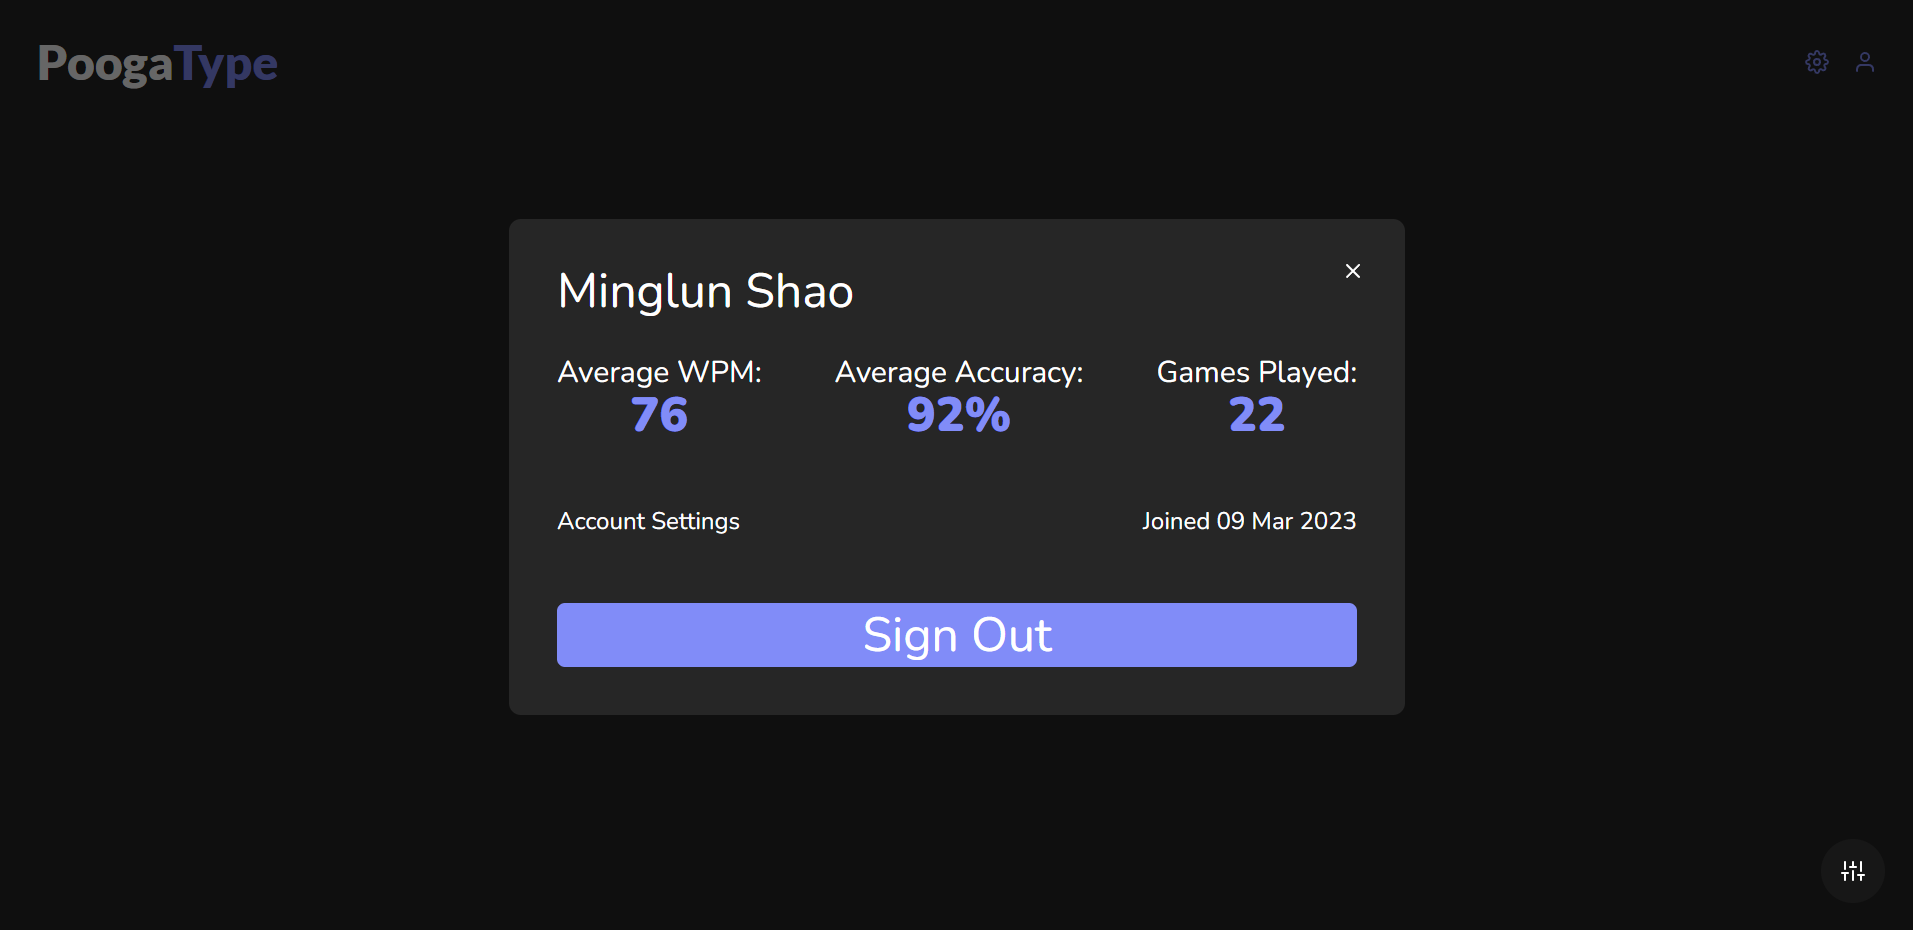 PoogaType
Minglun Shao
Average WPM:
76
Average Accuracy:
92%
Games Played:
22
Account Settings
Joined 09 Mar 2023
Sign Out